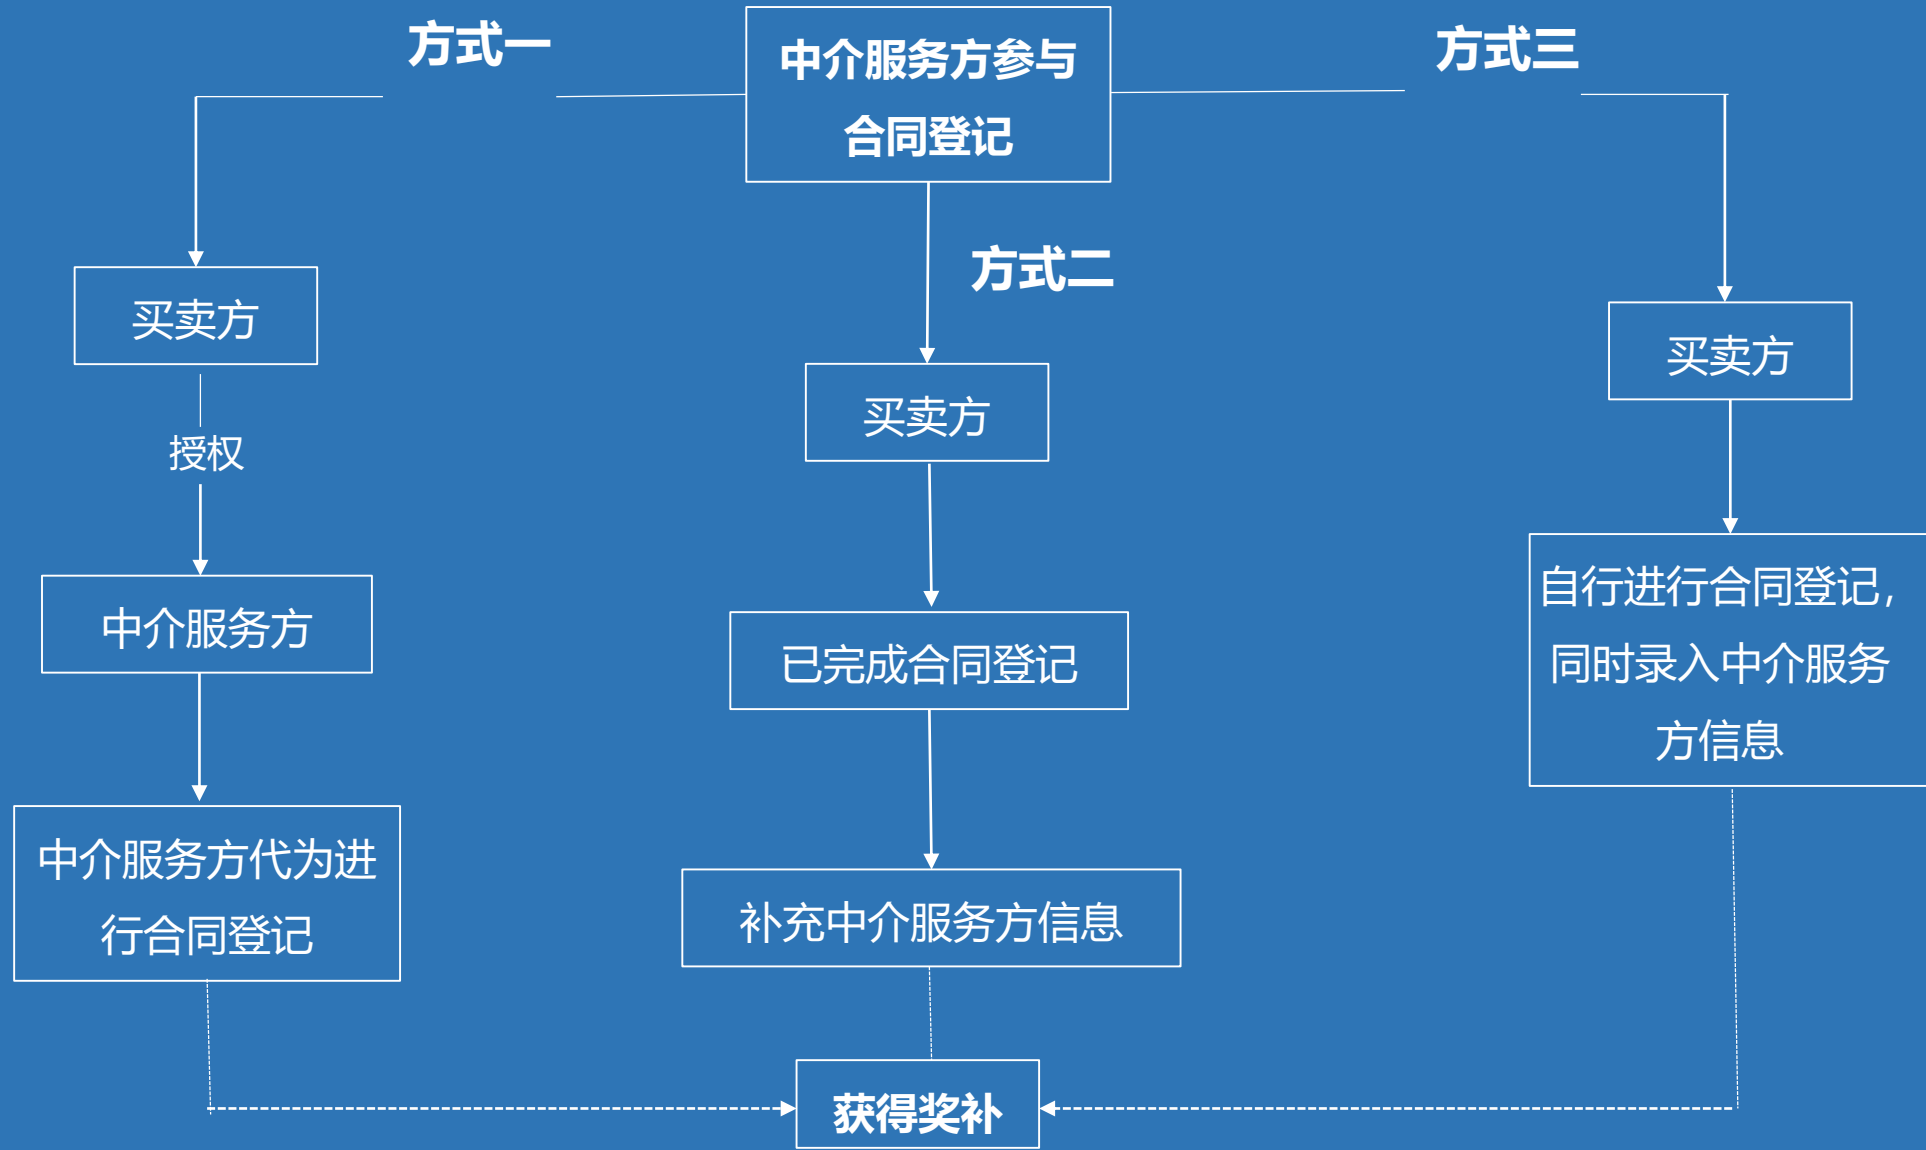 方式一
中介服务方参与
合同登记
方式三
方式二
买卖方
授权
中介服务方
中介服务方代为进
行合同登记
买卖方
已完成合同登记
补充中介服务方信息
买卖方
自行进行合同登记，
同时录入中介服务
方信息
获得奖补